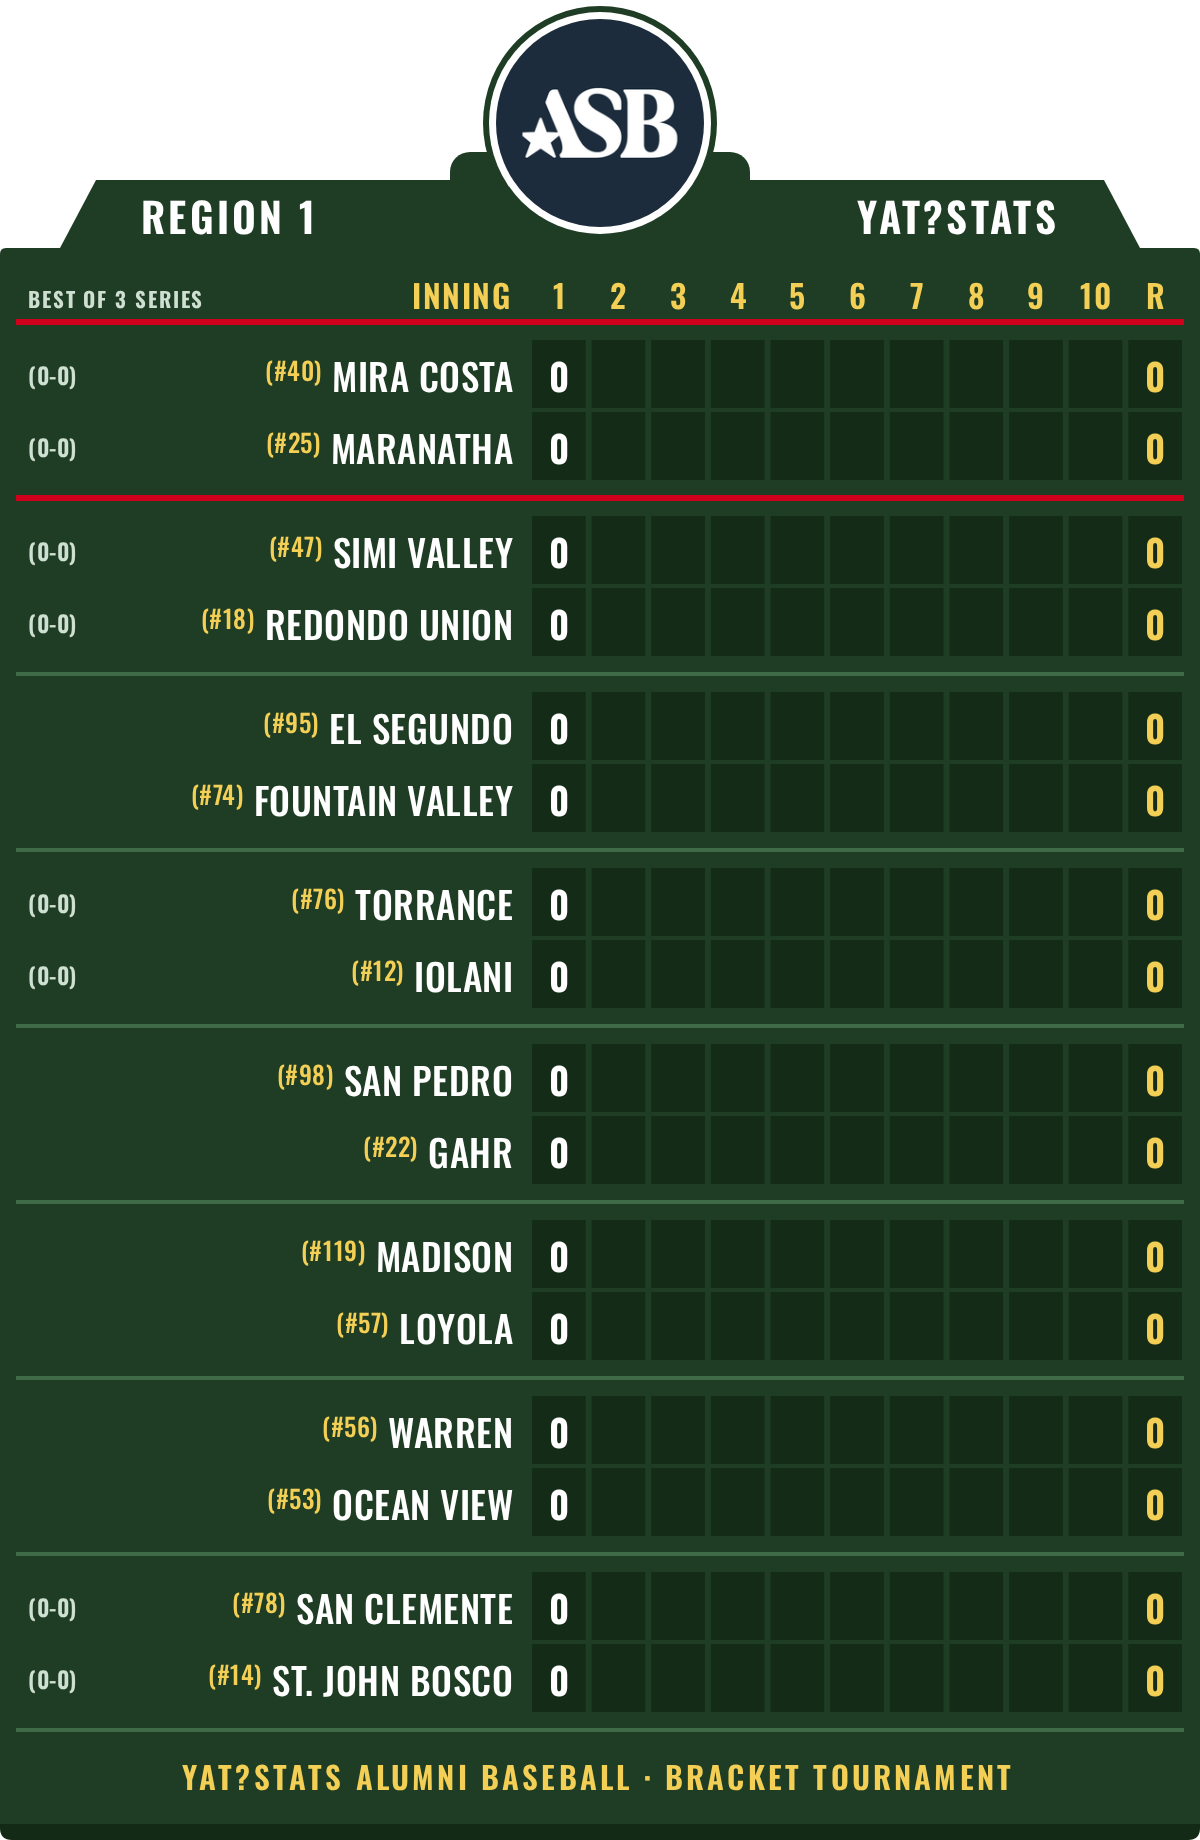 ASB
REGION 1
YAT?STATS
BEST OF 3 SERIES INNING 1 2 3 4 5 6 7 8 9 10 R
(0-0) (#40) MIRA COSTA 0 0
(0-0) (#25) MARANATHA 0 0
(0-0) (#47) SIMI VALLEY 0 0
(0-0) (#18) REDONDO UNION 0 0
(#95) EL SEGUNDO 0 0
(#74) FOUNTAIN VALLEY 0 0
(0-0) (#76) TORRANCE 0 0
(0-0) (#12) IOLANI 0 0
(#98) SAN PEDRO 0 0
(#22) GAHR 0 0
(#119) MADISON 0 0
(#57) LOYOLA 0 0
(#56) WARREN 0 0
(#53) OCEAN VIEW 0 0
(0-0) (#78) SAN CLEMENTE 0 0
(0-0) (#14) ST. JOHN BOSCO 0 0
YAT?STATS ALUMNI BASEBALL · BRACKET TOURNAMENT